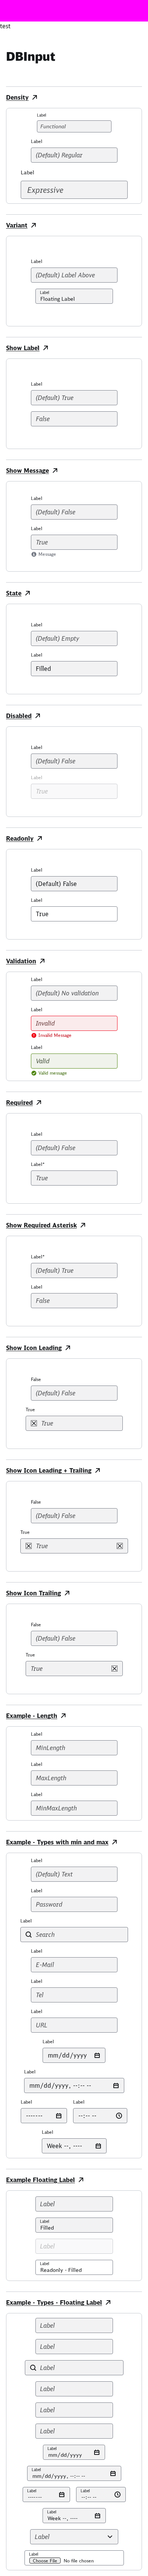 test
DBInput
Density
Label
Functional
Label
(Default) Regular
Label
Expressive
Variant
Label
(Default) Label Above
Label
Floating Label
Show Label
Label
(Default) True
False
Show Message
Label
(Default) False
Label
True
Message
State
Label
(Default) Empty
Label
Filled
Disabled
Label
(Default) False
Label
True
Readonly
Label
(Default) False
Label
True
Validation
Label
(Default) No validation
Label
Invalid
Invalid Message
Label
Valid
Valid message
Required
Label
(Default) False
Label*
True
Show Required Asterisk
Label*
(Default) True
Label
False
Show Icon Leading
False
(Default) False
True
True
Show Icon Leading + Trailing
False
(Default) False
True
True
Show Icon Trailing
False
(Default) False
True
True
Example - Length
Label
MinLength
Label
MaxLength
Label
MinMaxLength
Example - Types with min and max
Label
(Default) Text
Label
Password
Label
Search
Label
E-Mail
Label
Tel
Label
URL
Label
mm/dd/yyyy
Label
mm/dd/yyyy, --:-- --
Label Label
------- --:-- --
Label
Week --, ----
Example Floating Label
Label
Label
Filled
Label
Label
Readonly - Filled
Example - Types - Floating Label
Label
Label
Label
Label
Label
Label
Label
mm/dd/yyyy
Label
mm/dd/yyyy, --:-- --
Label Label
------- --:-- --
Label
Week --, ----
Label
Label
Choose File No file chosen